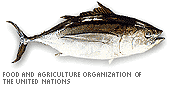 FOOD AND AGRICULTURE ORGANIZATION OF
THE UNITED NATIONS